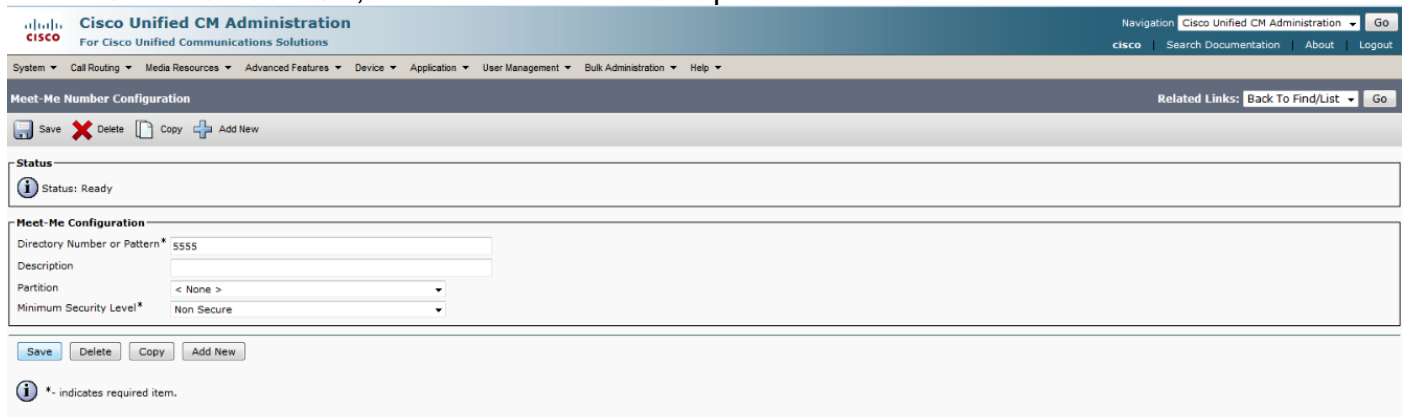 Cisco Unified CM Administration
Navigation Cisco Unified CM Administration Go
CISCO
For Cisco Unified Communications Solutions
cisco | Search Documentation | About | Logout
System Call Routing Media Resources Advanced Features Device Application User Management Bulk Administration Help
Meet-Me Number Configuration
Related Links: Back To Find/List Go
Save Delete Copy Add New
Status
Status: Ready
Meet-Me Configuration
Directory Number or Pattern* 5555
Description
Partition < None >
Minimum Security Level* Non Secure
Save Delete Copy Add New
*- indicates required item.